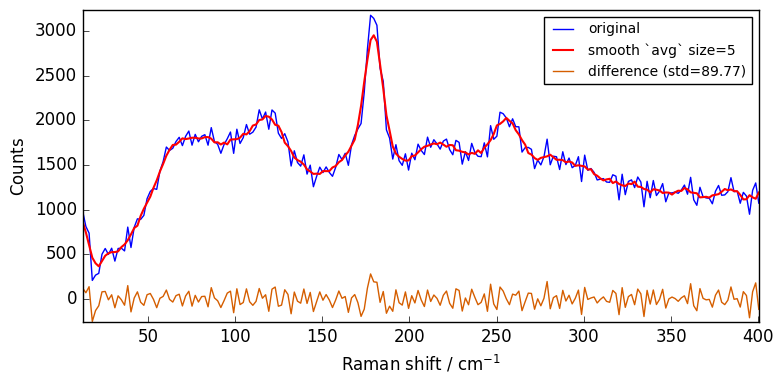 original
smooth `avg` size=5
difference (std=89.77)
3000
2500
2000
1500
1000
500
0
Counts
50 100 150 200 250 300 350 400
Raman shift / cm⁻¹